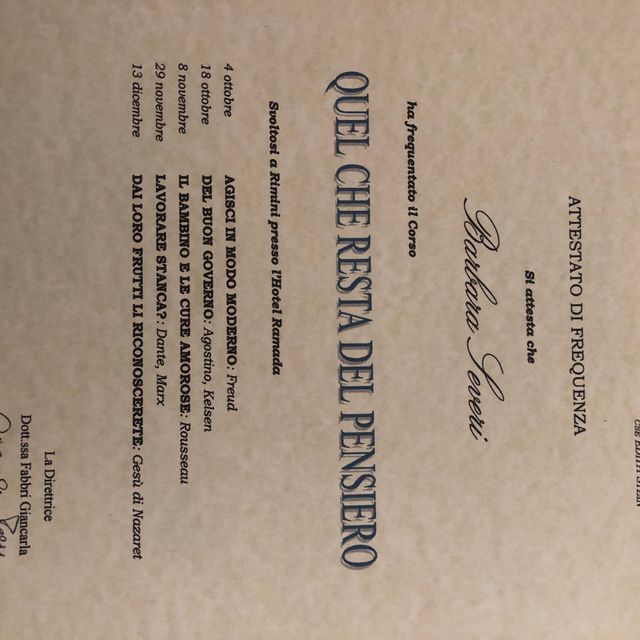 ATTESTATO DI FREQUENZA
Si attesta che
Barbara Seneri
ha frequentato il Corso
QUEL CHE RESTA DEL PENSIERO
Svoltosi a Rimini presso l'Hotel Ramada
4 ottobre AGISCI IN MODO MODERNO: Freud
18 ottobre DEL BUON GOVERNO: Agostino, Kelsen
8 novembre IL BAMBINO E LE CURE AMOROSE: Rousseau
29 novembre LAVORARE STANCA?: Dante, Marx
13 dicembre DAI LORO FRUTTI LI RICONOSCERETE: Gesù di Nazaret
La Direttrice
Dott.ssa Fabbri Giancarla